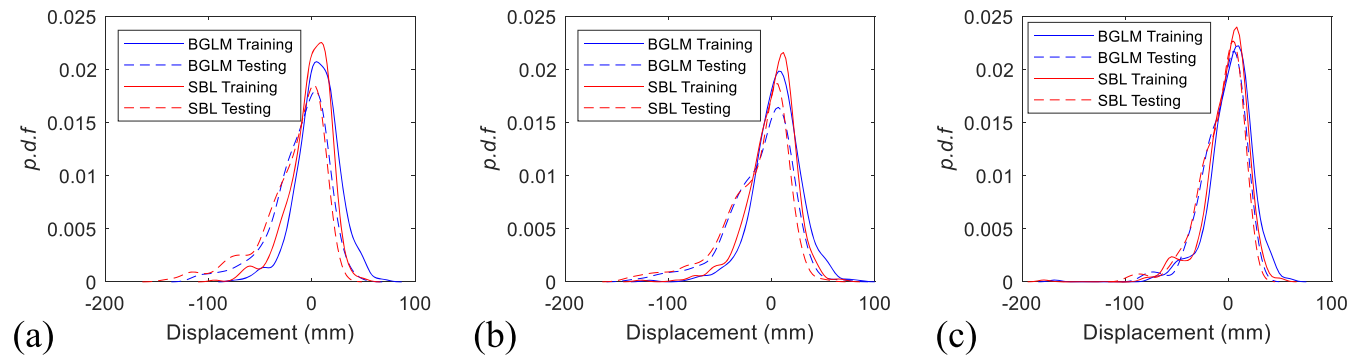 0.025
0.02
0.015
0.01
0.005
0
p.d.f
BGLM Training
BGLM Testing
SBL Training
SBL Testing
-200 -100 0 100
Displacement (mm)
(a)
0.025
0.02
0.015
0.01
0.005
0
p.d.f
BGLM Training
BGLM Testing
SBL Training
SBL Testing
-200 -100 0 100
Displacement (mm)
(b)
0.025
0.02
0.015
0.01
0.005
0
p.d.f
BGLM Training
BGLM Testing
SBL Training
SBL Testing
-200 -100 0 100
Displacement (mm)
(c)